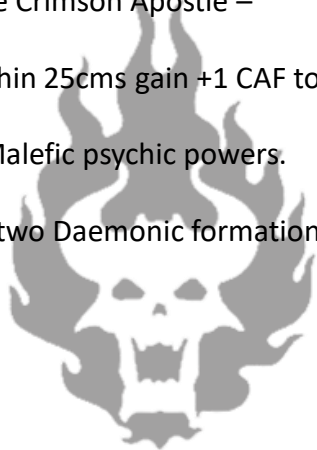 e Crimson Apostle –
hin 25cms gain +1 CAF to
Malefic psychic powers.
two Daemonic formation